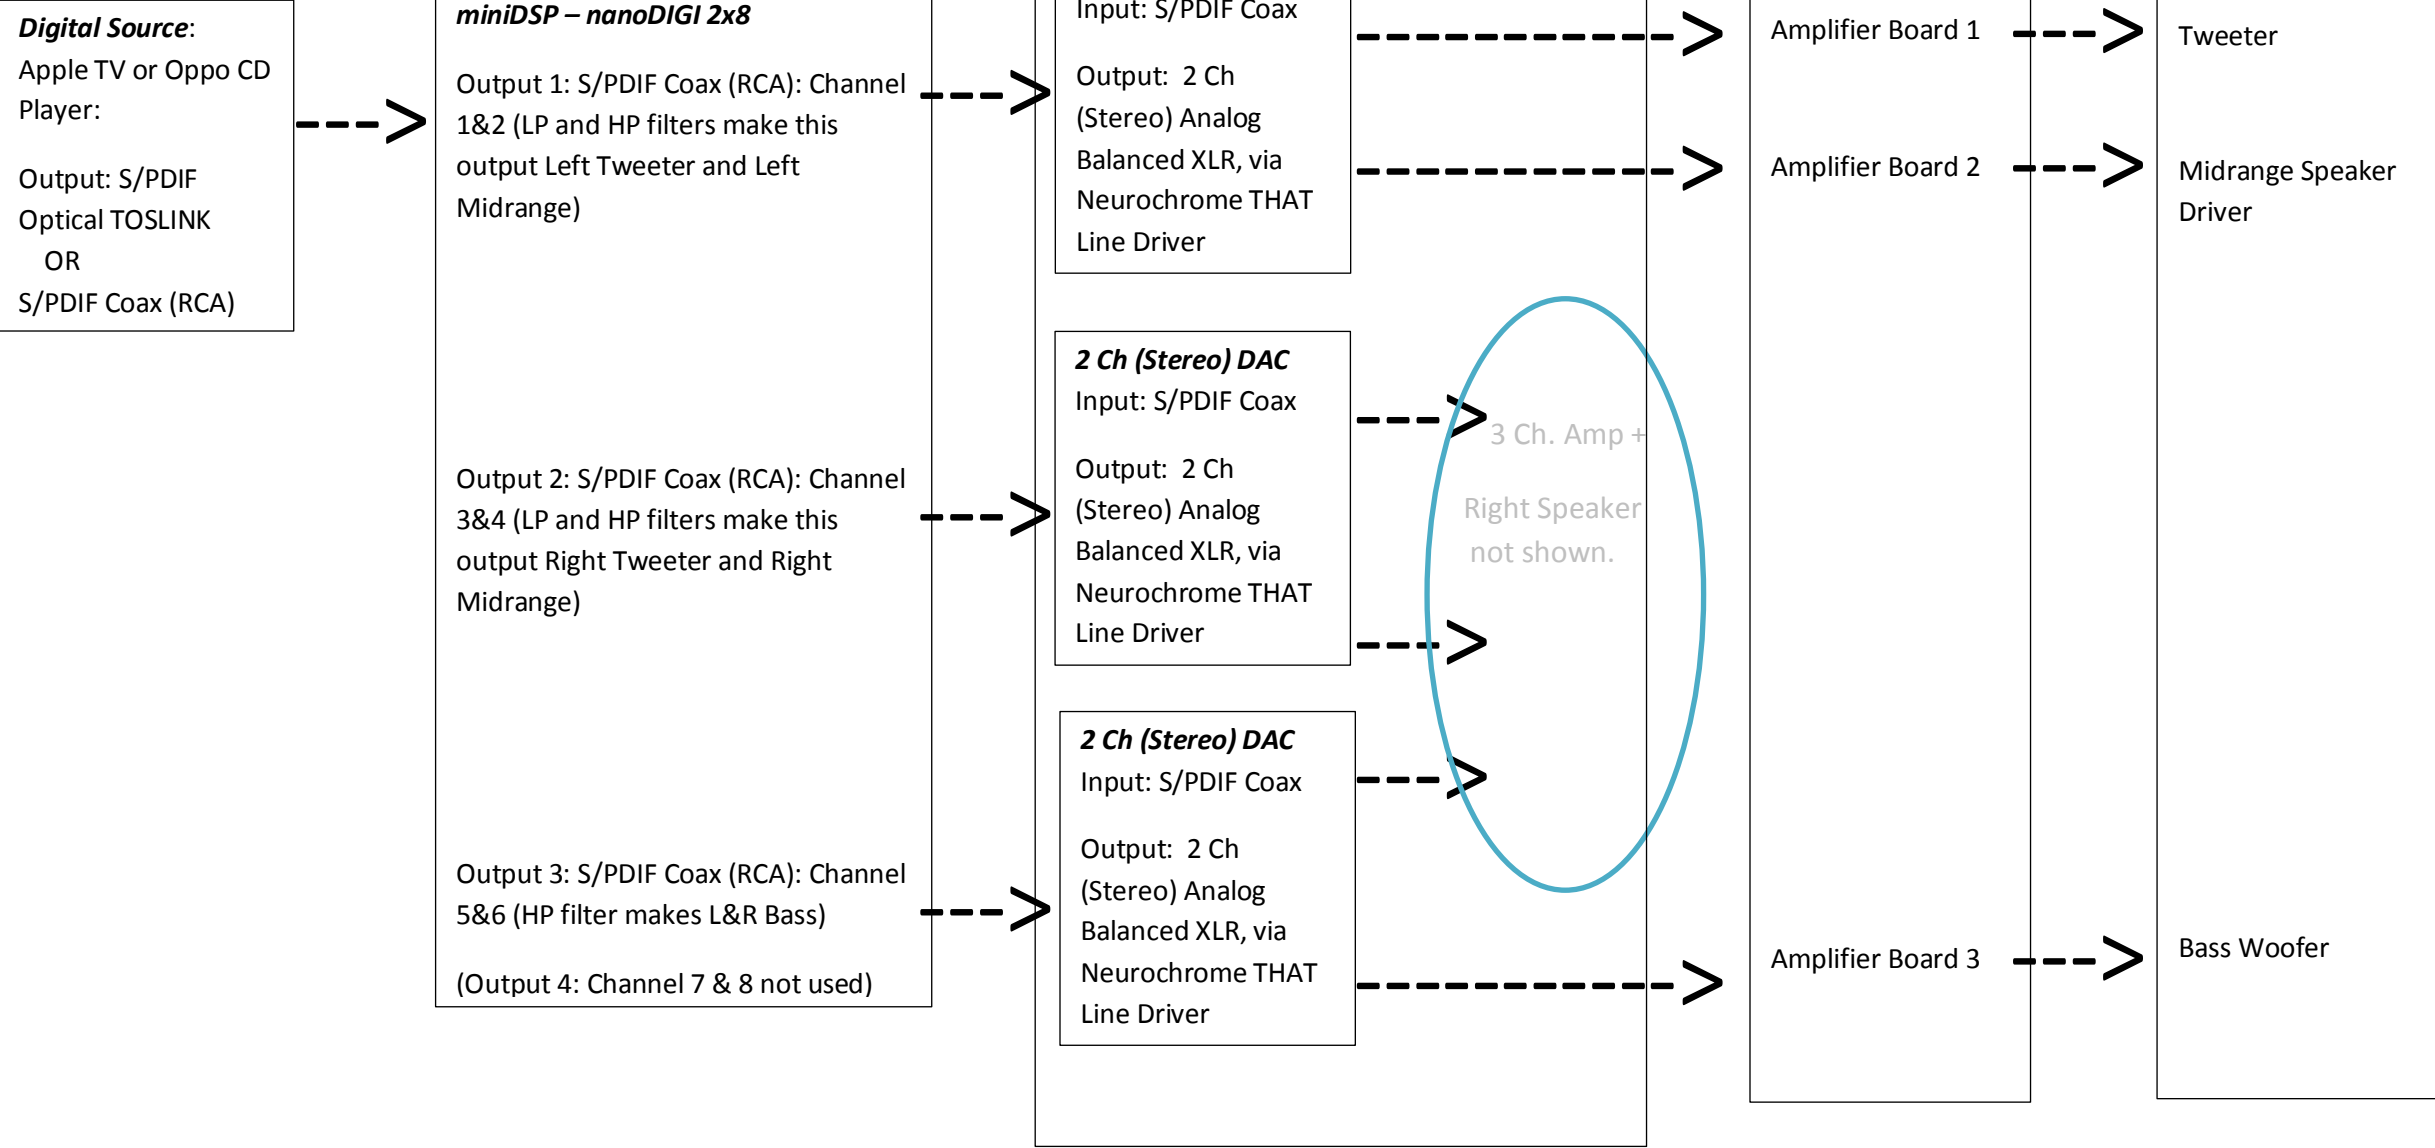 Digital Source:
Apple TV or Oppo CD
Player:
Output: S/PDIF
Optical TOSLINK
OR
S/PDIF Coax (RCA)
miniDSP – nanoDIGI 2x8
Output 1: S/PDIF Coax (RCA): Channel
1&2 (LP and HP filters make this
output Left Tweeter and Left
Midrange)
Output 2: S/PDIF Coax (RCA): Channel
3&4 (LP and HP filters make this
output Right Tweeter and Right
Midrange)
Output 3: S/PDIF Coax (RCA): Channel
5&6 (HP filter makes L&R Bass)
(Output 4: Channel 7 & 8 not used)
Input: S/PDIF Coax
Output:  2 Ch
(Stereo) Analog
Balanced XLR, via
Neurochrome THAT
Line Driver
2 Ch (Stereo) DAC
Input: S/PDIF Coax
Output:  2 Ch
(Stereo) Analog
Balanced XLR, via
Neurochrome THAT
Line Driver
2 Ch (Stereo) DAC
Input: S/PDIF Coax
Output:  2 Ch
(Stereo) Analog
Balanced XLR, via
Neurochrome THAT
Line Driver
3 Ch. Amp +
Right Speaker
not shown.
Amplifier Board 1
Amplifier Board 2
Amplifier Board 3
Tweeter
Midrange Speaker
Driver
Bass Woofer